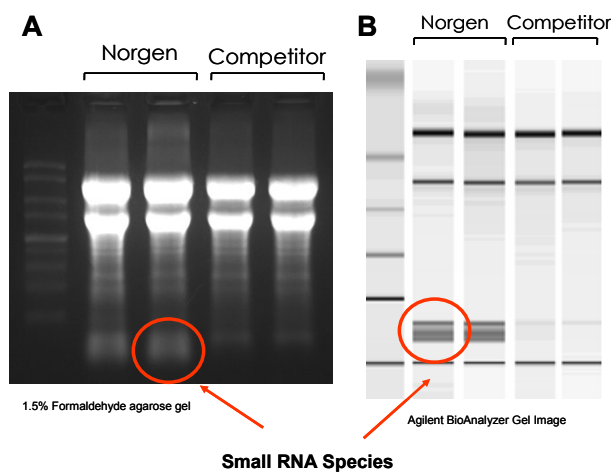 A
B
Norgen
Competitor
Norgen
Competitor
1.5% Formaldehyde agarose gel
Agilent BioAnalyzer Gel Image
Small RNA Species